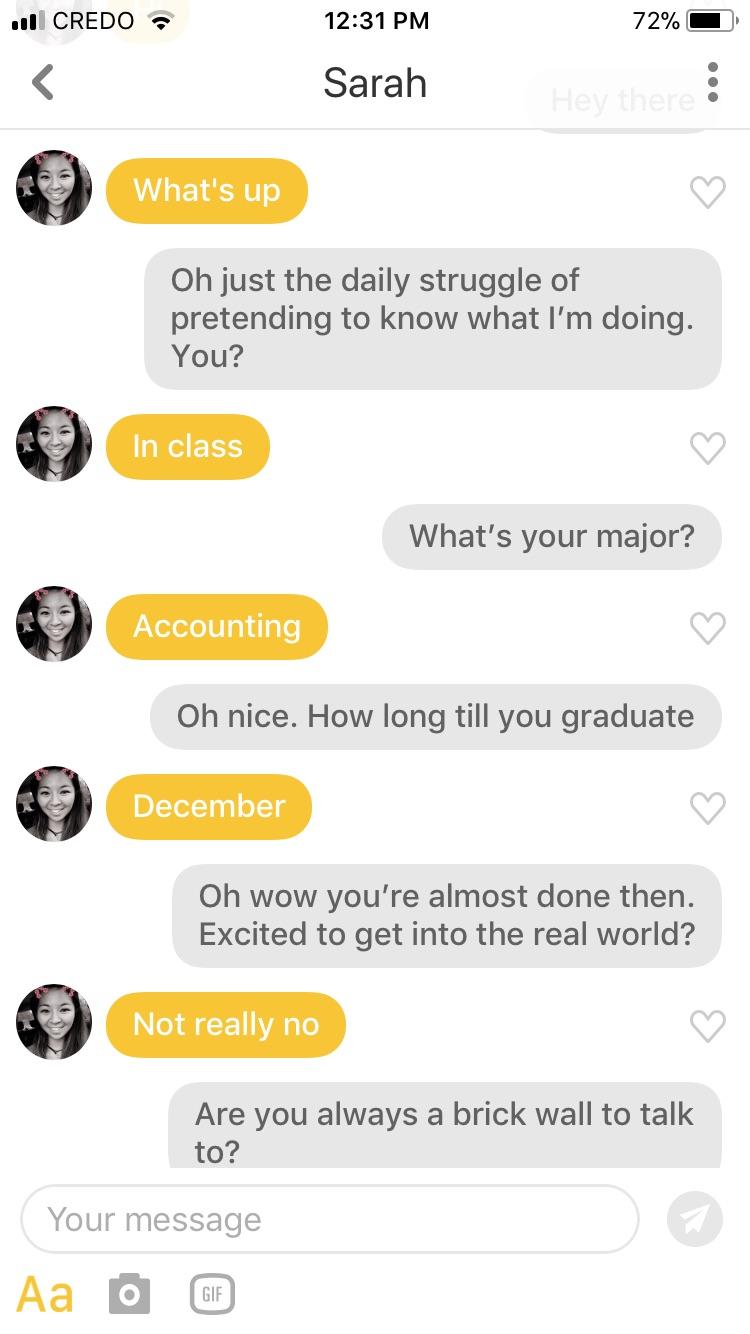 CREDO
12:31 PM
72%
Sarah
Hey there
What's up
Oh just the daily struggle of
pretending to know what I’m doing.
You?
In class
What’s your major?
Accounting
Oh nice. How long till you graduate
December
Oh wow you’re almost done then.
Excited to get into the real world?
Not really no
Are you always a brick wall to talk
to?
Your message
Aa
GIF